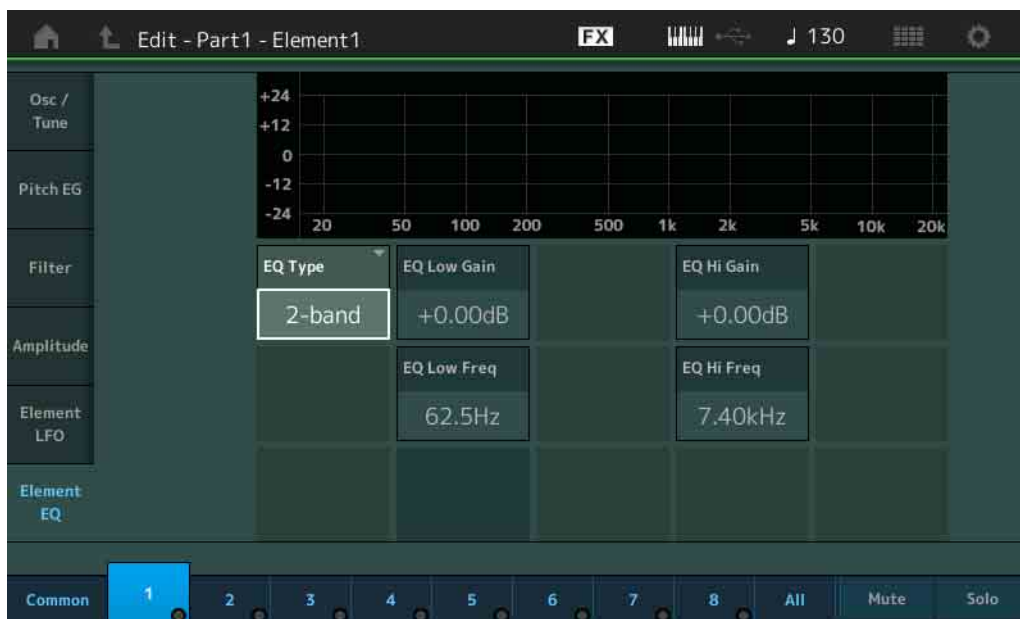 Edit - Part1 - Element1
FX
130
Osc /
Tune
Pitch EG
Filter
Amplitude
Element
LFO
Element
EQ
+24
+12
0
-12
-24
20 50 100 200 500 1k 2k 5k 10k 20k
EQ Type
2-band
EQ Low Gain
+0.00dB
EQ Hi Gain
+0.00dB
EQ Low Freq
62.5Hz
EQ Hi Freq
7.40kHz
Common 1 2 3 4 5 6 7 8 All Mute Solo